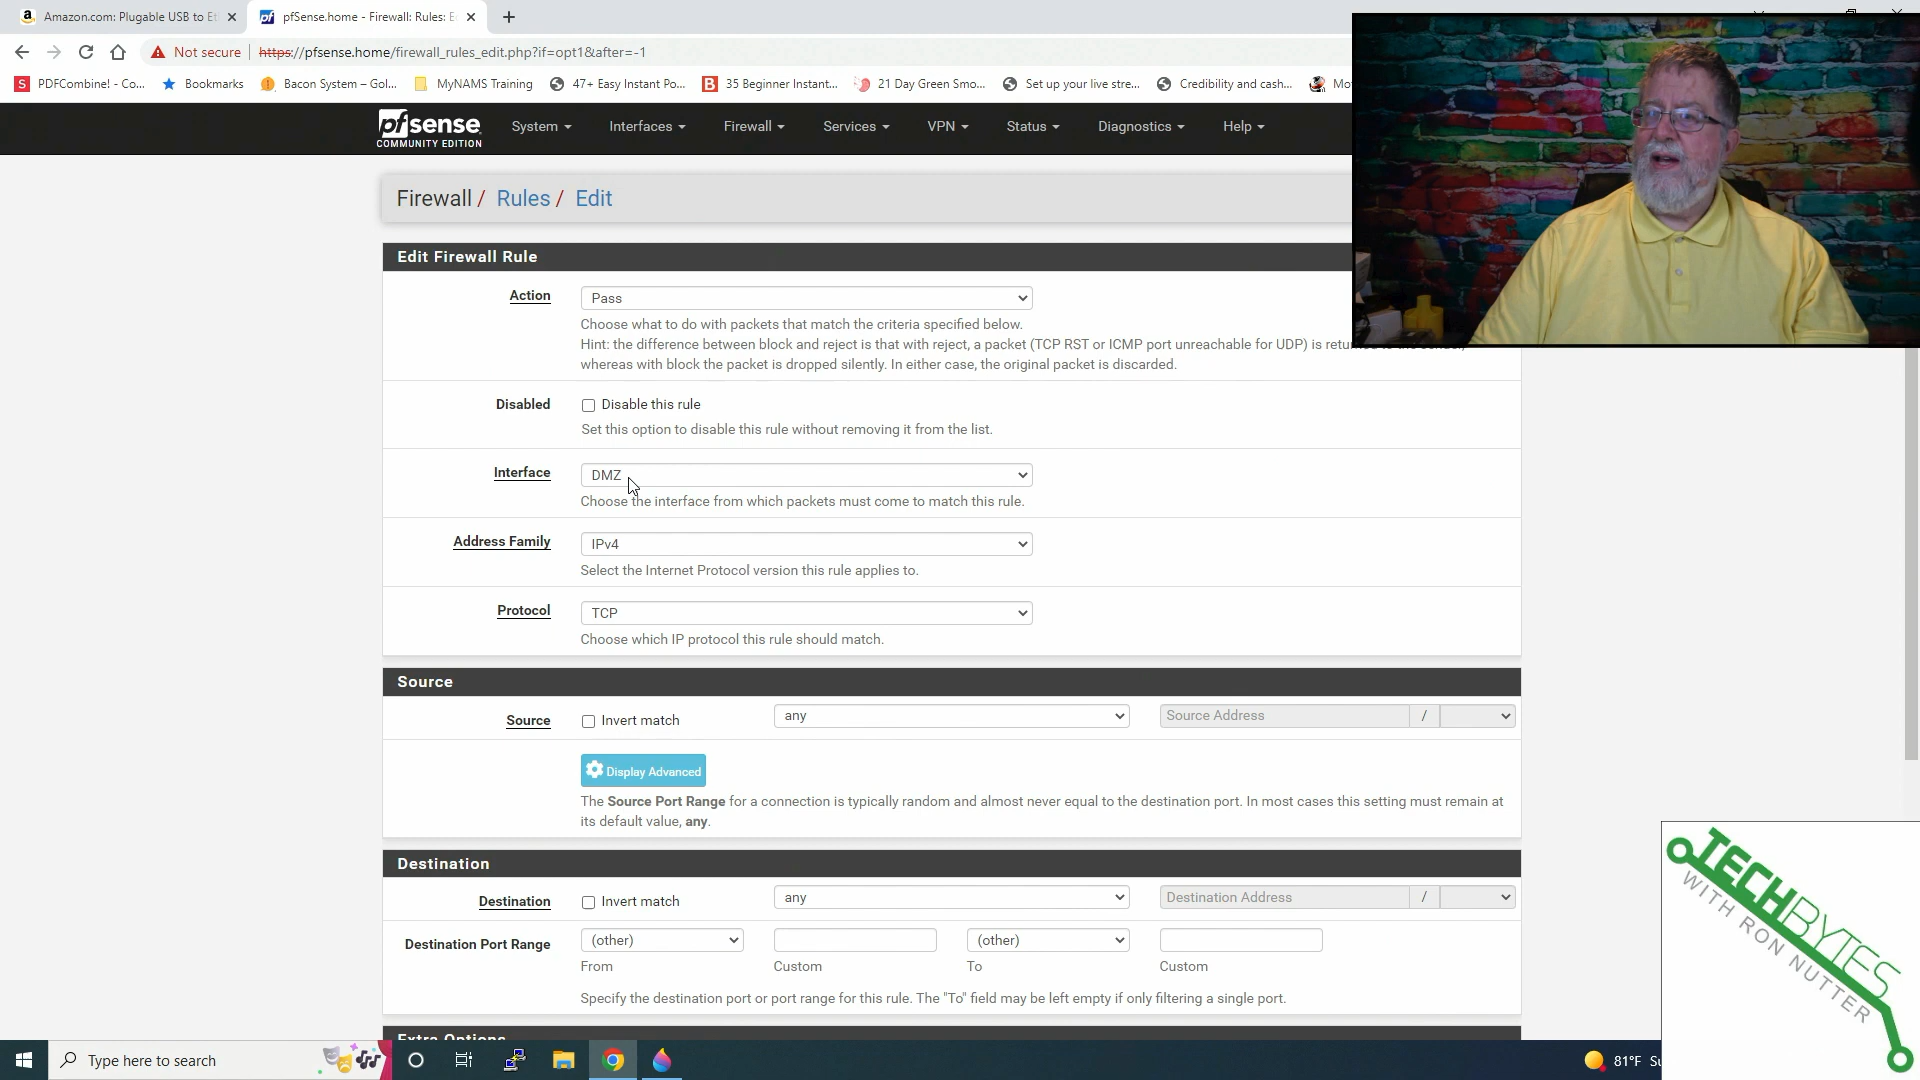 Amazon.com: Plugable USB to Et
pfSense.home - Firewall: Rules: E
Not secure
https://pfsense.home/firewall_rules_edit.php?if=opt1&after=-1
PDFCombine! - Co...
Bookmarks
Bacon System – Gol...
MyNAMS Training
47+ Easy Instant Po...
35 Beginner Instant...
21 Day Green Smo...
Set up your live stre...
Credibility and cash...
Mo
pfsense
COMMUNITY EDITION
System
Interfaces
Firewall
Services
VPN
Status
Diagnostics
Help
Firewall / Rules / Edit
Edit Firewall Rule
Action
Pass
Choose what to do with packets that match the criteria specified below.
Hint: the difference between block and reject is that with reject, a packet (TCP RST or ICMP port unreachable for UDP) is
whereas with block the packet is dropped silently. In either case, the original packet is discarded.
Disabled
Disable this rule
Set this option to disable this rule without removing it from the list.
Interface
DMZ
Choose the interface from which packets must come to match this rule.
Address Family
IPv4
Select the Internet Protocol version this rule applies to.
Protocol
TCP
Choose which IP protocol this rule should match.
Source
Source
Invert match
any
Source Address
/
Display Advanced
The Source Port Range for a connection is typically random and almost never equal to the destination port. In most cases this setting must remain at
its default value, any.
Destination
Destination
Invert match
any
Destination Address
/
Destination Port Range
(other)
(other)
From
Custom
To
Custom
Specify the destination port or port range for this rule. The "To" field may be left empty if only filtering a single port.
Extra Options
Type here to search
81°F Su
TECHBYTES
WITH RON NUTTER